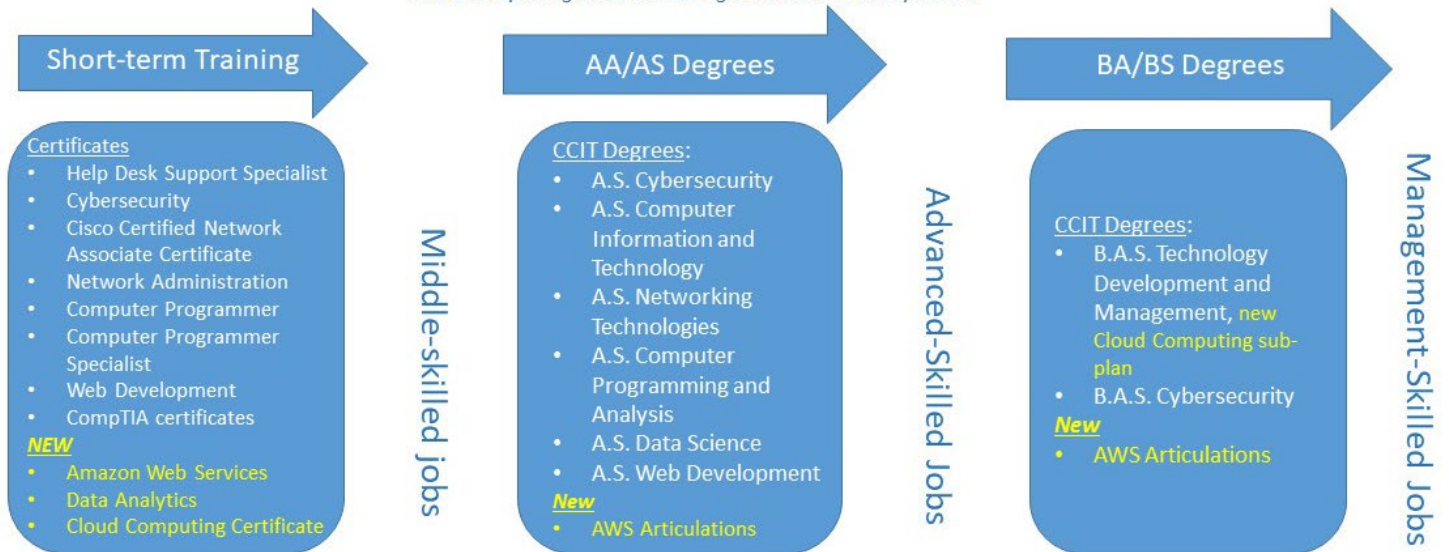 Short-term Training
Certificates
• Help Desk Support Specialist
• Cybersecurity
• Cisco Certified Network
Associate Certificate
• Network Administration
• Computer Programmer
• Computer Programmer
Specialist
• Web Development
• CompTIA certificates
NEW
• Amazon Web Services
• Data Analytics
• Cloud Computing Certificate
Middle-skilled jobs
AA/AS Degrees
CCIT Degrees:
• A.S. Cybersecurity
• A.S. Computer
Information and
Technology
• A.S. Networking
Technologies
• A.S. Computer
Programming and
Analysis
• A.S. Data Science
• A.S. Web Development
New
• AWS Articulations
Advanced-Skilled Jobs
BA/BS Degrees
CCIT Degrees:
• B.A.S. Technology
Development and
Management, new
Cloud Computing sub-
plan
• B.A.S. Cybersecurity
New
• AWS Articulations
Management-Skilled Jobs